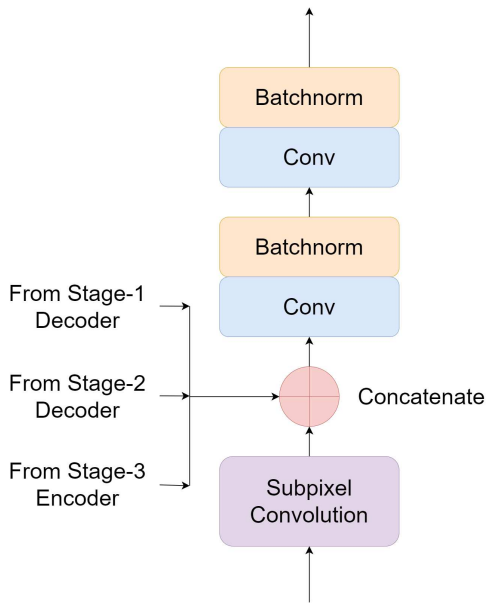 Batchnorm
Conv
Batchnorm
Conv
From Stage-1
Decoder
From Stage-2
Decoder
Concatenate
From Stage-3
Encoder
Subpixel
Convolution